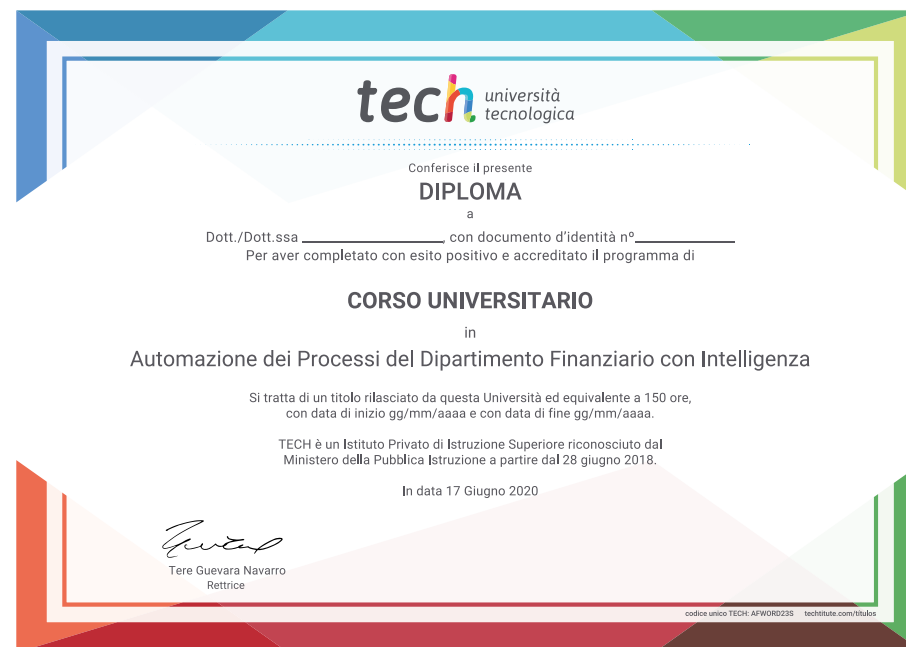 tech università
tecnologica
Conferisce il presente
DIPLOMA
a
Dott./Dott.ssa ____________, con documento d'identità nº____________
Per aver completato con esito positivo e accreditato il programma di
CORSO UNIVERSITARIO
in
Automazione dei Processi del Dipartimento Finanziario con Intelligenza
Si tratta di un titolo rilasciato da questa Università ed equivalente a 150 ore,
con data di inizio gg/mm/aaaa e con data di fine gg/mm/aaaa.
TECH è un Istituto Privato di Istruzione Superiore riconosciuto dal
Ministero della Pubblica Istruzione a partire dal 28 giugno 2018.
In data 17 Giugno 2020
Tere Guevara Navarro
Rettrice
codice unico TECH: AFWORD23S techtitute.com/titulos